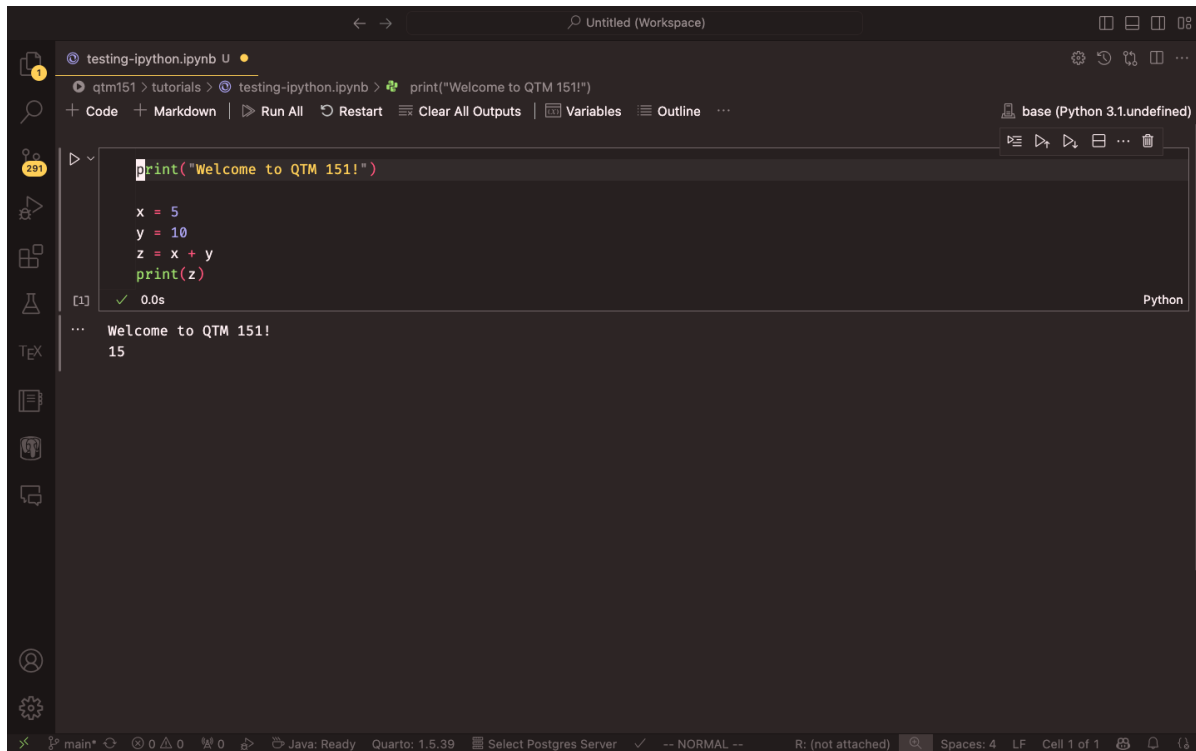 Untitled (Workspace)
testing-ipython.ipynb U
1
qtm151 > tutorials > testing-ipython.ipynb > print("Welcome to QTM 151!")
+ Code + Markdown Run All Restart Clear All Outputs Variables Outline ...
base (Python 3.1.undefined)
291
print("Welcome to QTM 151!")
x = 5
y = 10
z = x + y
print(z)
[1] ✓ 0.0s Python
Welcome to QTM 151!
15
TEX
main* 0 0 0 Java: Ready Quarto: 1.5.39 Select Postgres Server ✓ -- NORMAL -- R: (not attached) Spaces: 4 LF Cell 1 of 1